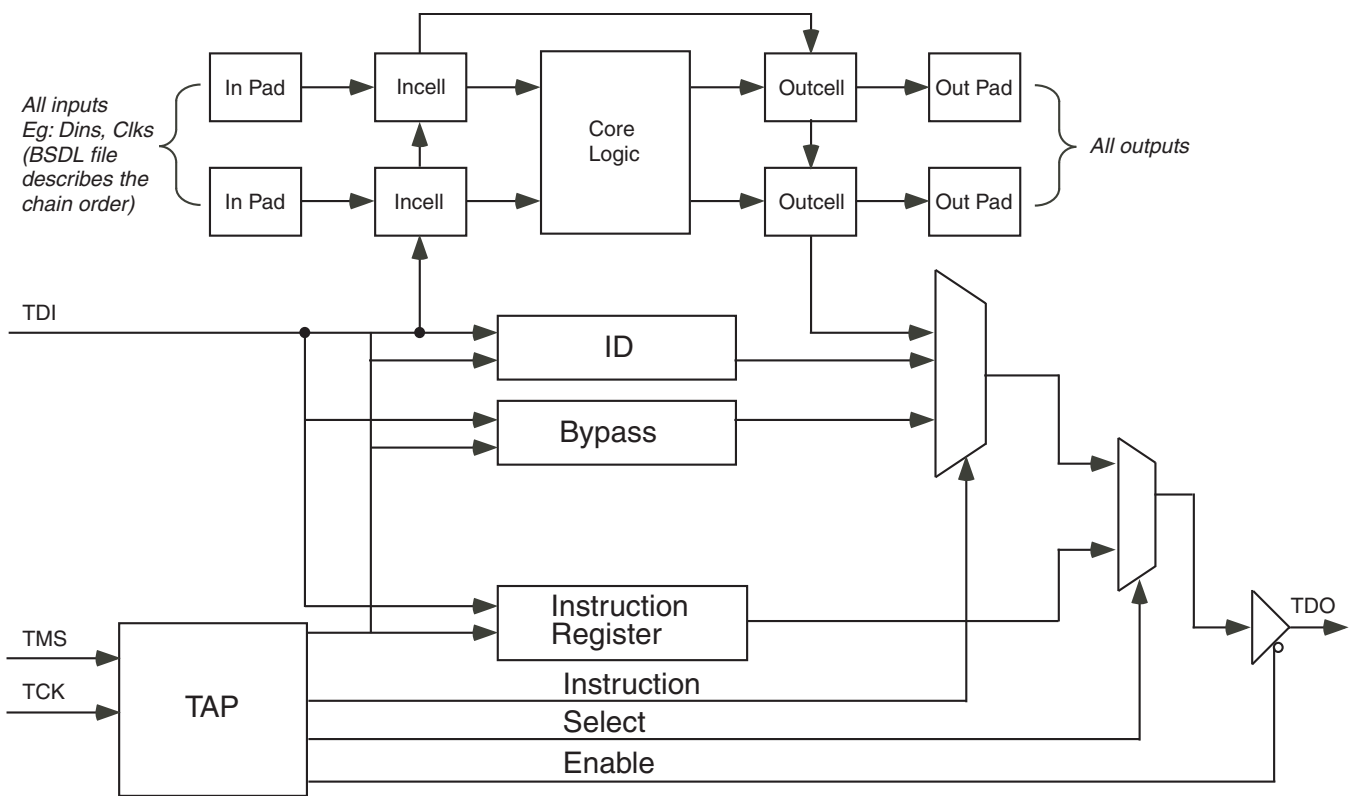 All inputs
Eg: Dins, Clks
(BSDL file
describes the
chain order)
In Pad
Incell
Core
Logic
Outcell
Out Pad
In Pad
Incell
Outcell
Out Pad
All outputs
TDI
ID
Bypass
Instruction
Register
TMS
TCK
TAP
Instruction
Select
Enable
TDO